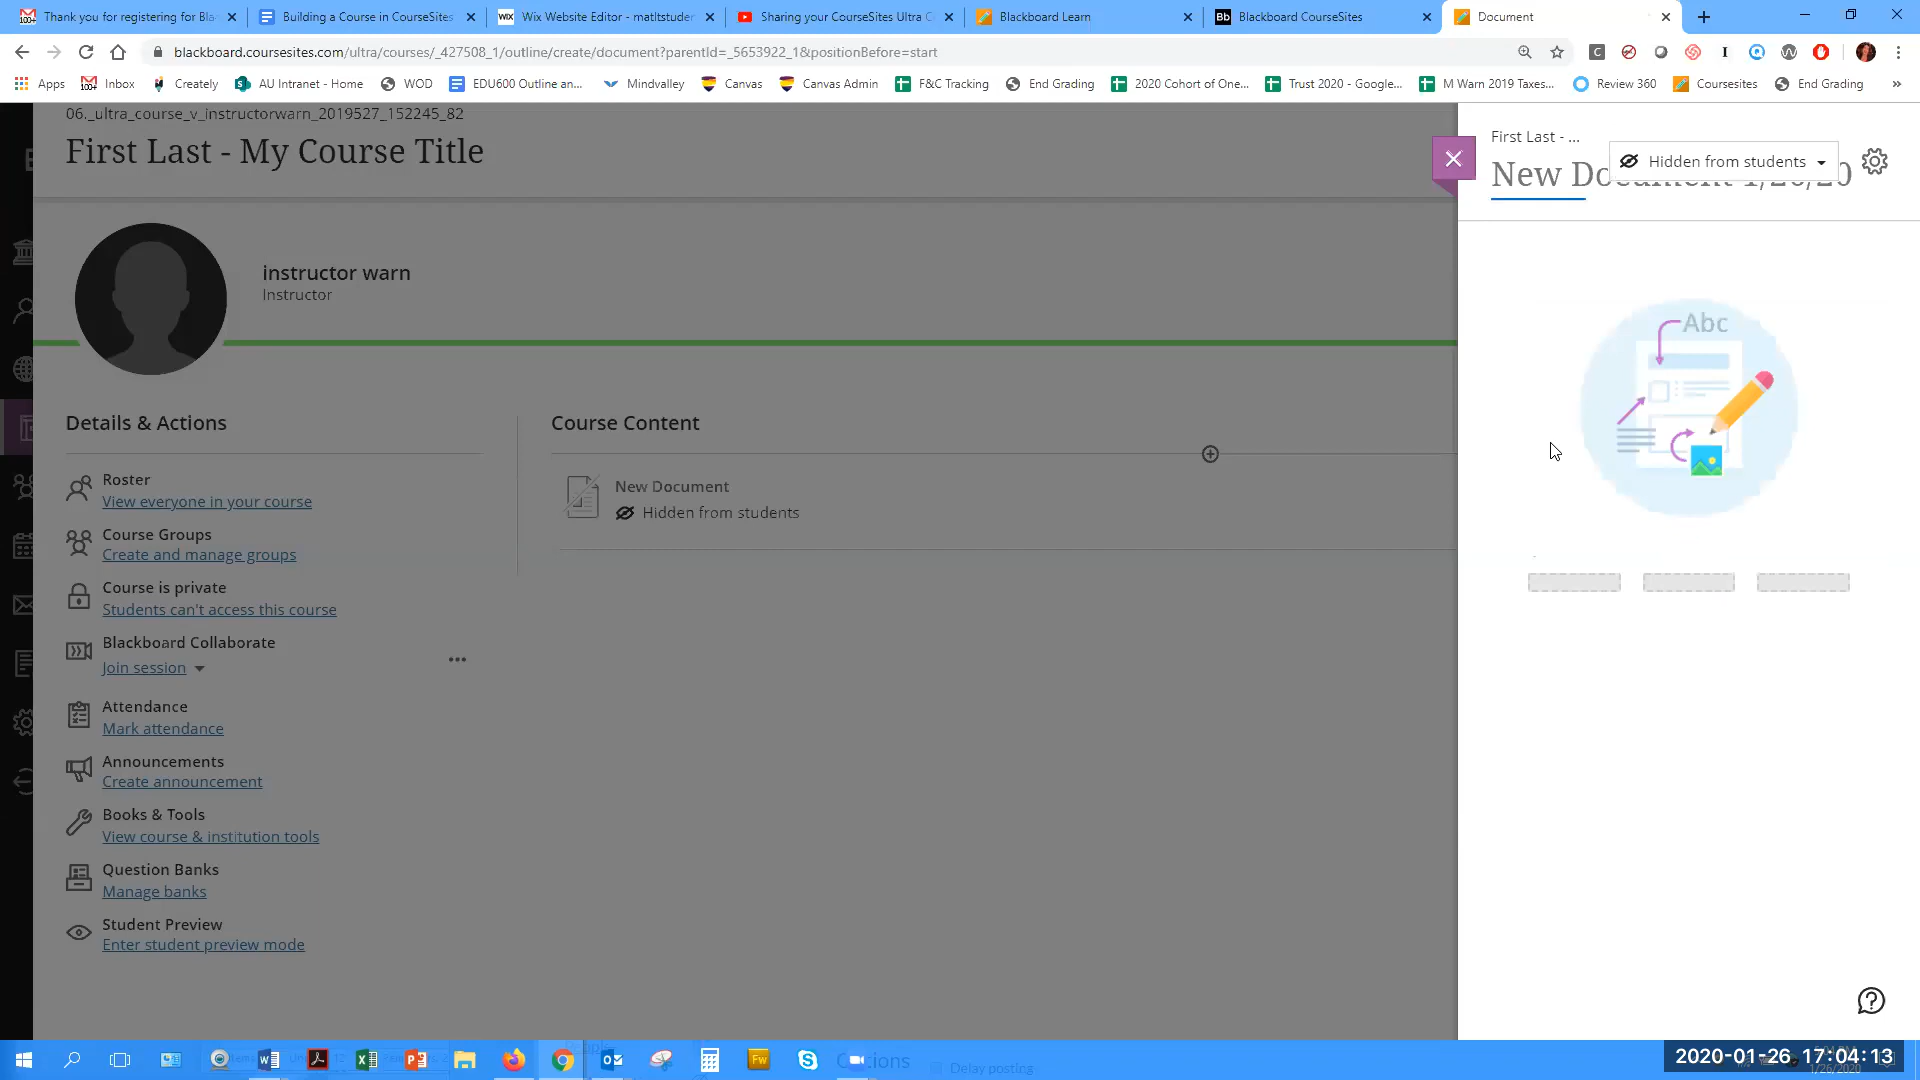 Thank you for registering for Bla
Building a Course in CourseSites
Wix Website Editor - matltstuder
Sharing your CourseSites Ultra C
Blackboard Learn
Bb Blackboard CourseSites
Document
blackboard.coursesites.com/ultra/courses/_427508_1/outline/create/document?parentId=_5653922_1&positionBefore=start
Apps
Inbox
Creately
AU Intranet - Home
WOD
EDU600 Outline an...
Mindvalley
Canvas
Canvas Admin
F&C Tracking
End Grading
2020 Cohort of One...
Trust 2020 - Google...
M Warn 2019 Taxes...
Review 360
Coursesites
End Grading
»
06._ultra_course_v_instructorwarn_2019527_152245_82
First Last - My Course Title
First Last - ...
Hidden from students
New Document 1/26/20
instructor warn
Instructor
Abc
Details & Actions
Course Content
Roster
View everyone in your course
New Document
Hidden from students
Course Groups
Create and manage groups
Course is private
Students can't access this course
Blackboard Collaborate
Join session
Attendance
Mark attendance
Announcements
Create announcement
Books & Tools
View course & institution tools
Question Banks
Manage banks
Student Preview
Enter student preview mode
Delay posting
2020-01-26 17:04:13
1/26/2020